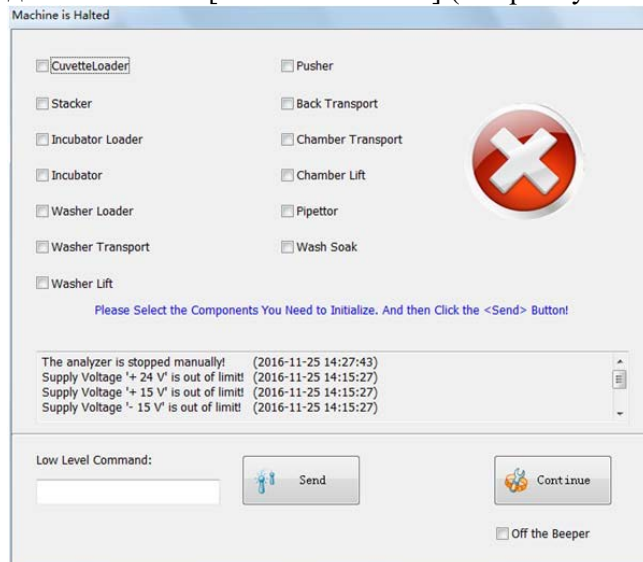 Machine is Halted
CuvetteLoader
Pusher
Stacker
Back Transport
Incubator Loader
Chamber Transport
Incubator
Chamber Lift
Washer Loader
Pipettor
Washer Transport
Wash Soak
Washer Lift
Please Select the Components You Need to Initialize. And then Click the <Send> Button!
The analyzer is stopped manually! (2016-11-25 14:27:43)
Supply Voltage '+ 24 V' is out of limit! (2016-11-25 14:15:27)
Supply Voltage '+ 15 V' is out of limit! (2016-11-25 14:15:27)
Supply Voltage '- 15 V' is out of limit! (2016-11-25 14:15:27)
Low Level Command:
Send
Continue
Off the Beeper